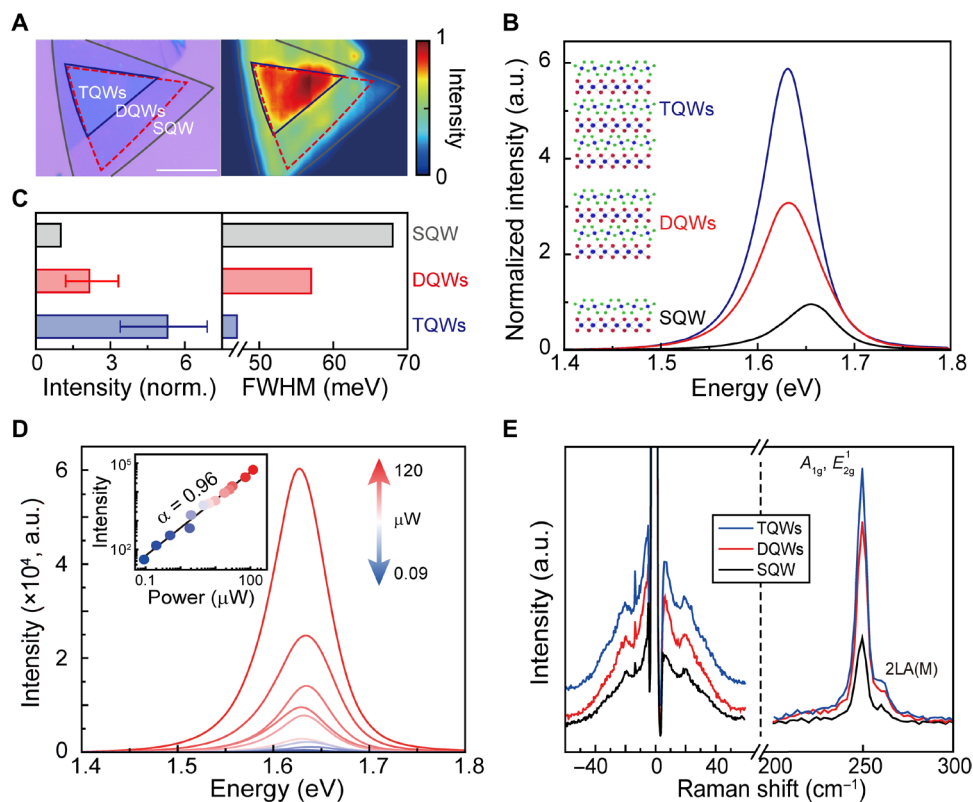 A
TQWs
DQWs
SQW
1
0
Intensity
B
Normalized intensity (a.u.)
6
4
2
0
TQWs
DQWs
SQW
1.4
1.5
1.6
1.7
1.8
Energy (eV)
C
SQW
DQWs
TQWs
0
3
6
50
60
70
Intensity (norm.)
FWHM (meV)
D
Intensity (×10⁴, a.u.)
6
4
2
0
10⁵
10²
Intensity
α = 0.96
0.1
1
10
100
Power (μW)
120
μW
0.09
1.4
1.5
1.6
1.7
1.8
Energy (eV)
E
Intensity (a.u.)
A1g, E¹2g
TQWs
DQWs
SQW
2LA(M)
−40
0
40
200
250
300
Raman shift (cm⁻¹)